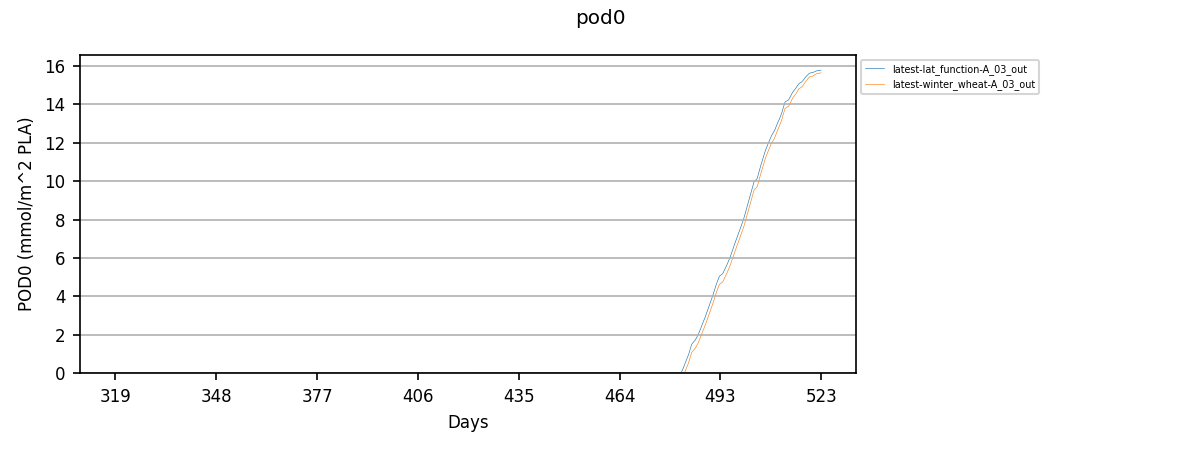 pod0
POD0 (mmol/m^2 PLA)
16
14
12
10
8
6
4
2
0
319 348 377 406 435 464 493 523
Days
latest-lat_function-A_03_out
latest-winter_wheat-A_03_out